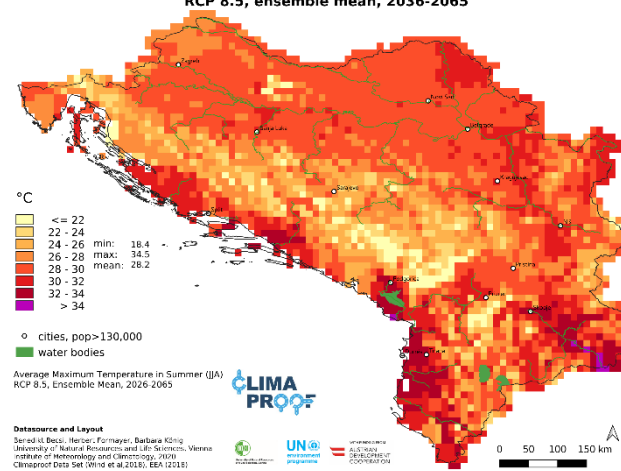 RCP 8.5, ensemble mean, 2036-2065
Zagreb
Novi Sad
Banja Luka
Belgrade
Kragujevac
Sarajevo
Split
Niš
Pristina
Podgorica
Skopje
°C
<= 22
22 - 24
24 - 26
26 - 28
28 - 30
30 - 32
32 - 34
> 34
min: 18.4
max: 34.5
mean: 28.2
cities, pop>130,000
water bodies
Average Maximum Temperature in Summer (JJA)
RCP 8.5, Ensemble Mean, 2026-2065
CLIMA
PROOF
Datasource and Layout
Benedikt Becsi, Herbert Formayer, Barbara König
University of Natural Resources and Life Sciences, Vienna
Institute of Meteorology and Climatology, 2020
Climaproof Data Set (Wind et al,2018), EEA (2018)
UN
environment
programme
AUSTRIAN
DEVELOPMENT
COOPERATION
0 50 100 150 km